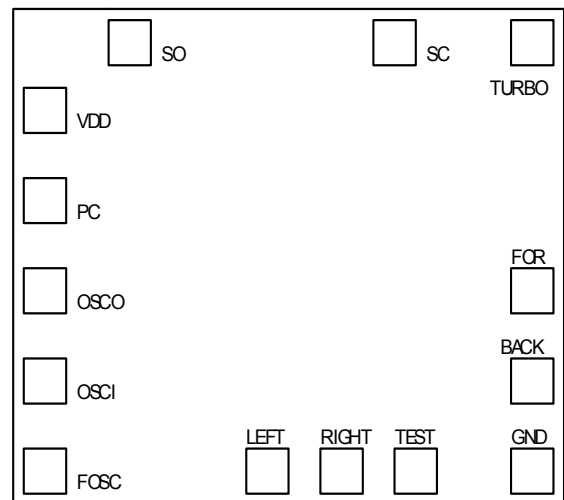 SO
SC
TURBO
VDD
PC
FOR
OSCO
BACK
OSCI
LEFT RIGHT TEST GND
FOSC